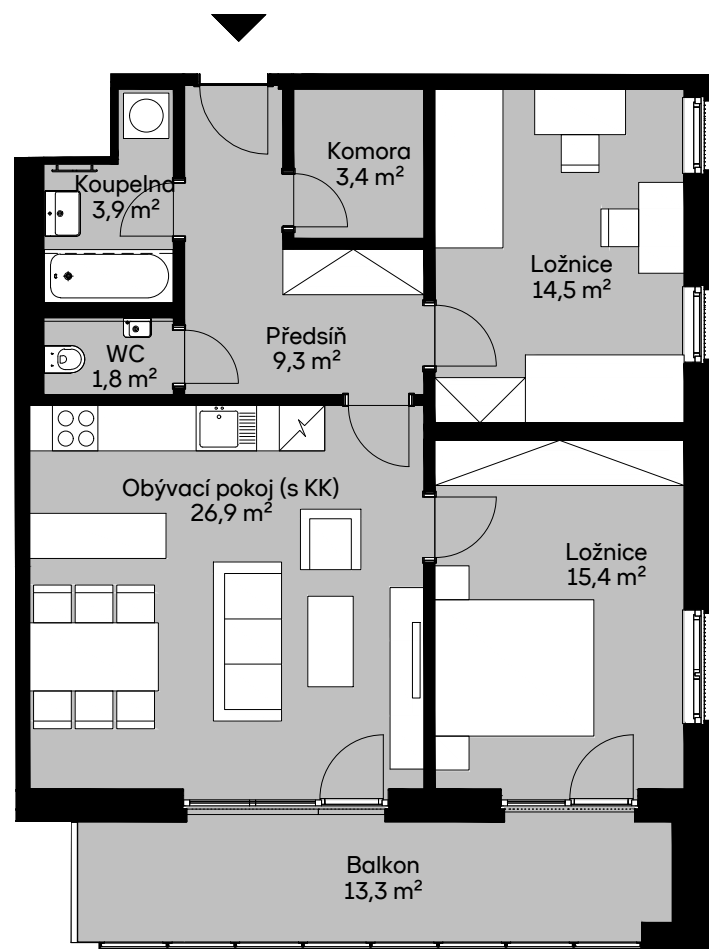 Komora
3,4 m²
Koupelna
3,9 m²
Ložnice
14,5 m²
Předsíň
9,3 m²
WC
1,8 m²
Obývací pokoj (s KK)
26,9 m²
Ložnice
15,4 m²
Balkon
13,3 m²